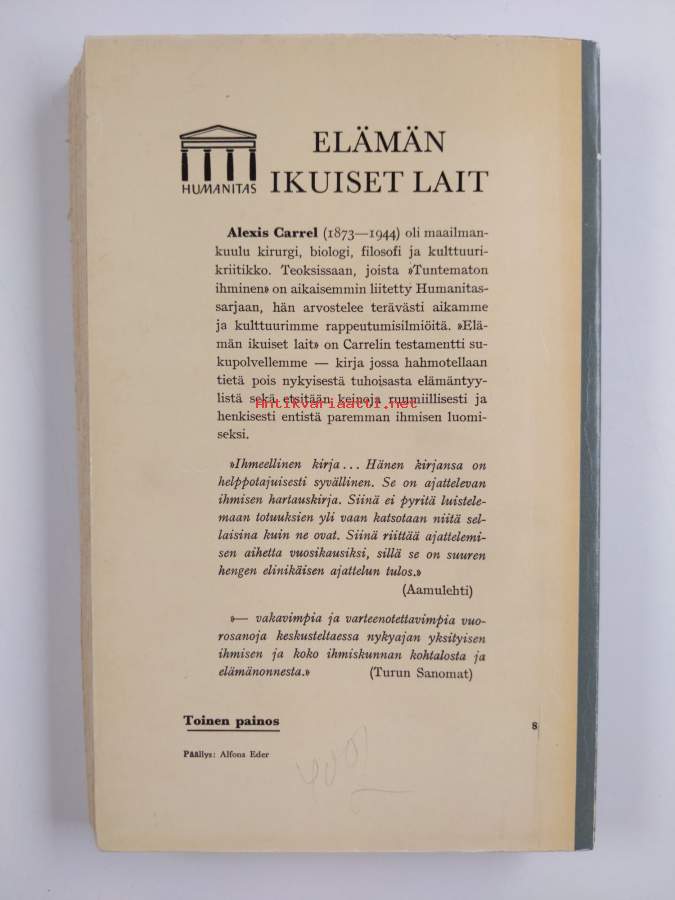 HUMANITAS
ELÄMÄN
IKUISET LAIT
Alexis Carrel (1873—1944) oli maailman-
kuulu kirurgi, biologi, filosofi ja kulttuuri-
kriitikko. Teoksissaan, joista »Tuntematon
ihminen» on aikaisemmin liitetty Humanitas-
sarjaan, hän arvostelee terävästi aikamme
ja kulttuurimme rappeutumisilmiöitä. »Elä-
män ikuiset lait» on Carrelin testamentti su-
kupolvellemme — kirja jossa hahmotellaan
tietä pois nykyisestä tuhoisasta elämäntyy-
listä sekä etsitään keinoja ruumiillisesti ja
Antikvariaatti.net
henkisesti entistä paremman ihmisen luomi-
seksi.
»Ihmeellinen kirja... Hänen kirjansa on
helppotajuisesti syvällinen. Se on ajattelevan
ihmisen hartauskirja. Siinä ei pyritä luistele-
maan totuuksien yli vaan katsotaan niitä sel-
laisina kuin ne ovat. Siinä riittää ajattelemi-
sen aihetta vuosikausiksi, sillä se on suuren
hengen elinikäisen ajattelun tulos.»
(Aamulehti)
»— vakavimpia ja varteenotettavimpia vuo-
rosanoja keskusteltaessa nykyajan yksityisen
ihmisen ja koko ihmiskunnan kohtalosta ja
elämänonnesta.» (Turun Sanomat)
Toinen painos
8
Päällys: Alfons Eder